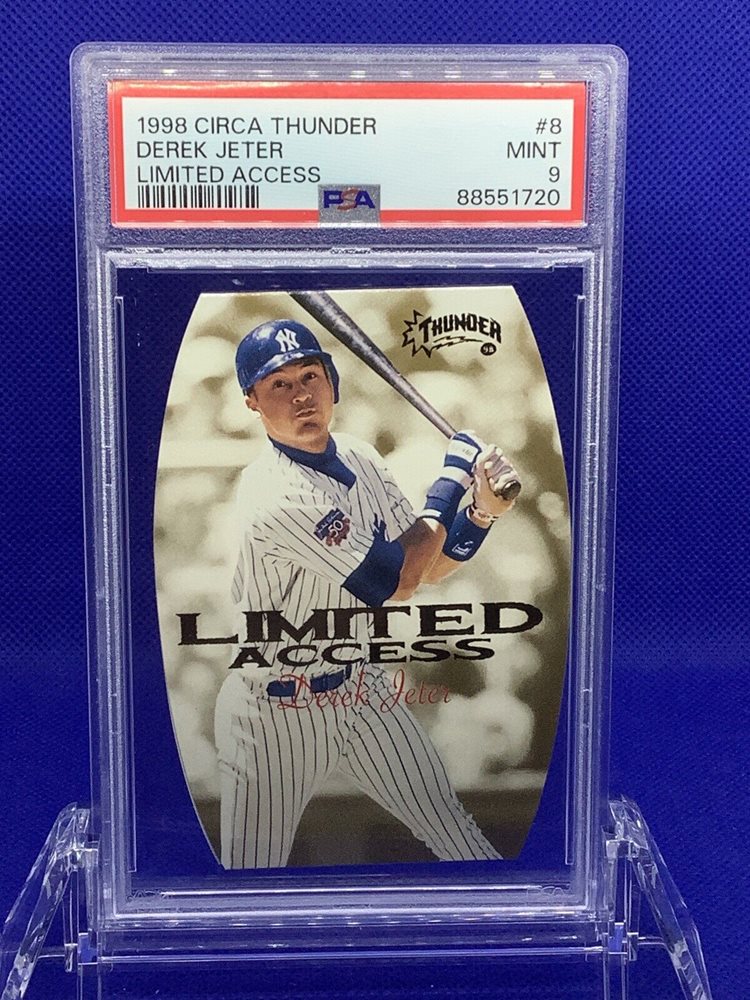 1998 CIRCA THUNDER #8
DEREK JETER MINT
LIMITED ACCESS 9
PSA 88551720
THUNDER
98
NY
50
LIMITED
ACCESS
Derek Jeter